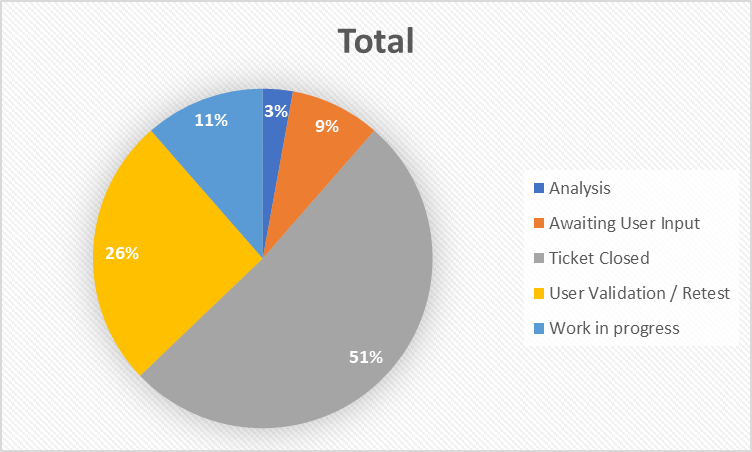 Total
3%
9%
11%
26%
51%
Analysis
Awaiting User Input
Ticket Closed
User Validation / Retest
Work in progress